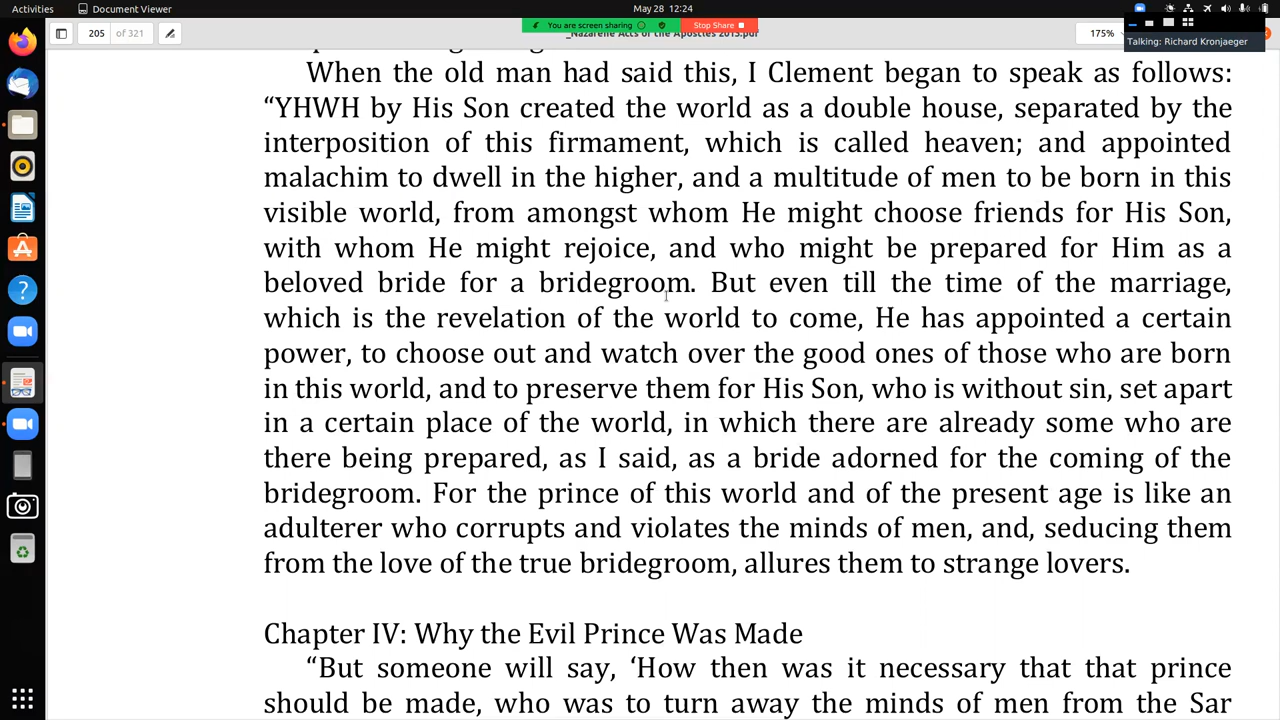 Activities
Document Viewer
May 28 12:24
205 of 321
You are screen sharing
Stop Share
_Nazarene Acts of the Apostles 2015.pdf
175%
Talking: Richard Kronjaeger
When the old man had said this, I Clement began to speak as follows:
“YHWH by His Son created the world as a double house, separated by the
interposition of this firmament, which is called heaven; and appointed
malachim to dwell in the higher, and a multitude of men to be born in this
visible world, from amongst whom He might choose friends for His Son,
with whom He might rejoice, and who might be prepared for Him as a
beloved bride for a bridegroom. But even till the time of the marriage,
which is the revelation of the world to come, He has appointed a certain
power, to choose out and watch over the good ones of those who are born
in this world, and to preserve them for His Son, who is without sin, set apart
in a certain place of the world, in which there are already some who are
there being prepared, as I said, as a bride adorned for the coming of the
bridegroom. For the prince of this world and of the present age is like an
adulterer who corrupts and violates the minds of men, and, seducing them
from the love of the true bridegroom, allures them to strange lovers.
Chapter IV: Why the Evil Prince Was Made
“But someone will say, ‘How then was it necessary that that prince
should be made, who was to turn away the minds of men from the Sar